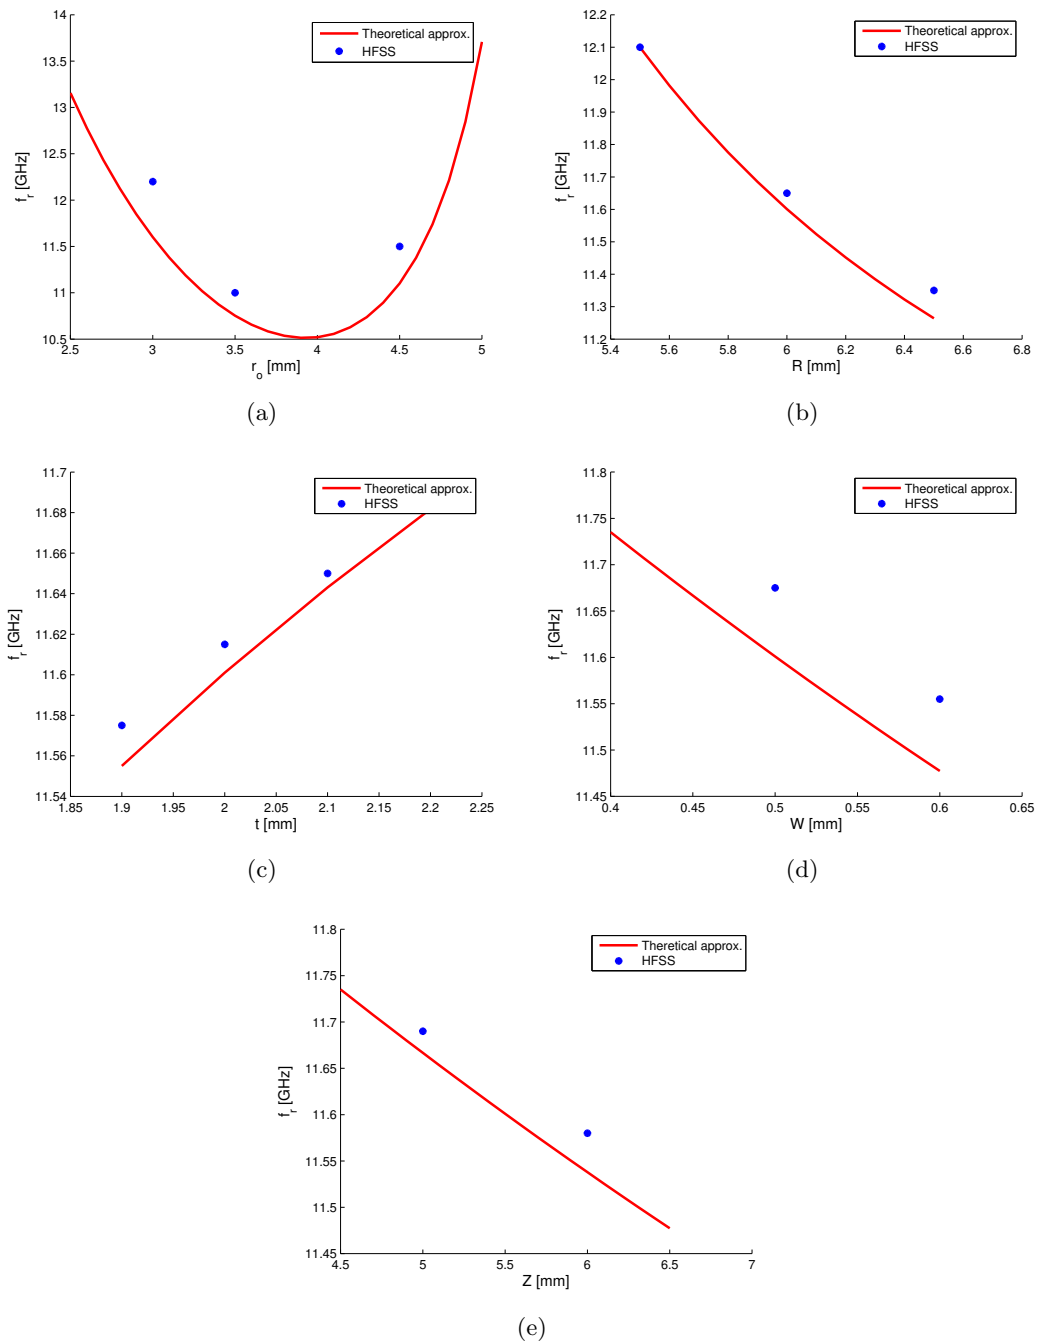 14
13.5
13
12.5
12
11.5
11
10.5
2.5 3 3.5 4 4.5 5
f_r [GHz]
r_o [mm]
Theoretical approx.
HFSS
(a)
12.2
12.1
12
11.9
11.8
11.7
11.6
11.5
11.4
11.3
11.2
5.4 5.6 5.8 6 6.2 6.4 6.6 6.8
f_r [GHz]
R [mm]
Theoretical approx.
HFSS
(b)
11.7
11.68
11.66
11.64
11.62
11.6
11.58
11.56
11.54
1.85 1.9 1.95 2 2.05 2.1 2.15 2.2 2.25
f_r [GHz]
t [mm]
Theoretical approx.
HFSS
(c)
11.8
11.75
11.7
11.65
11.6
11.55
11.5
11.45
0.4 0.45 0.5 0.55 0.6 0.65
f_r [GHz]
W [mm]
Theoretical approx.
HFSS
(d)
11.8
11.75
11.7
11.65
11.6
11.55
11.5
11.45
4.5 5 5.5 6 6.5 7
f_r [GHz]
Z [mm]
Theretical approx.
HFSS
(e)